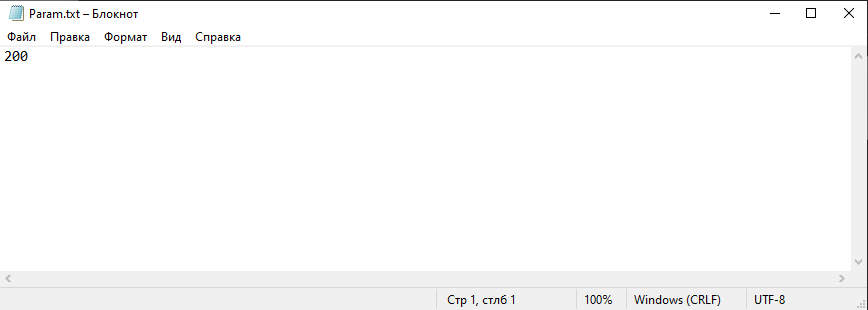 Param.txt – Блокнот
Файл Правка Формат Вид Справка
200
Стр 1, стлб 1 100% Windows (CRLF) UTF-8